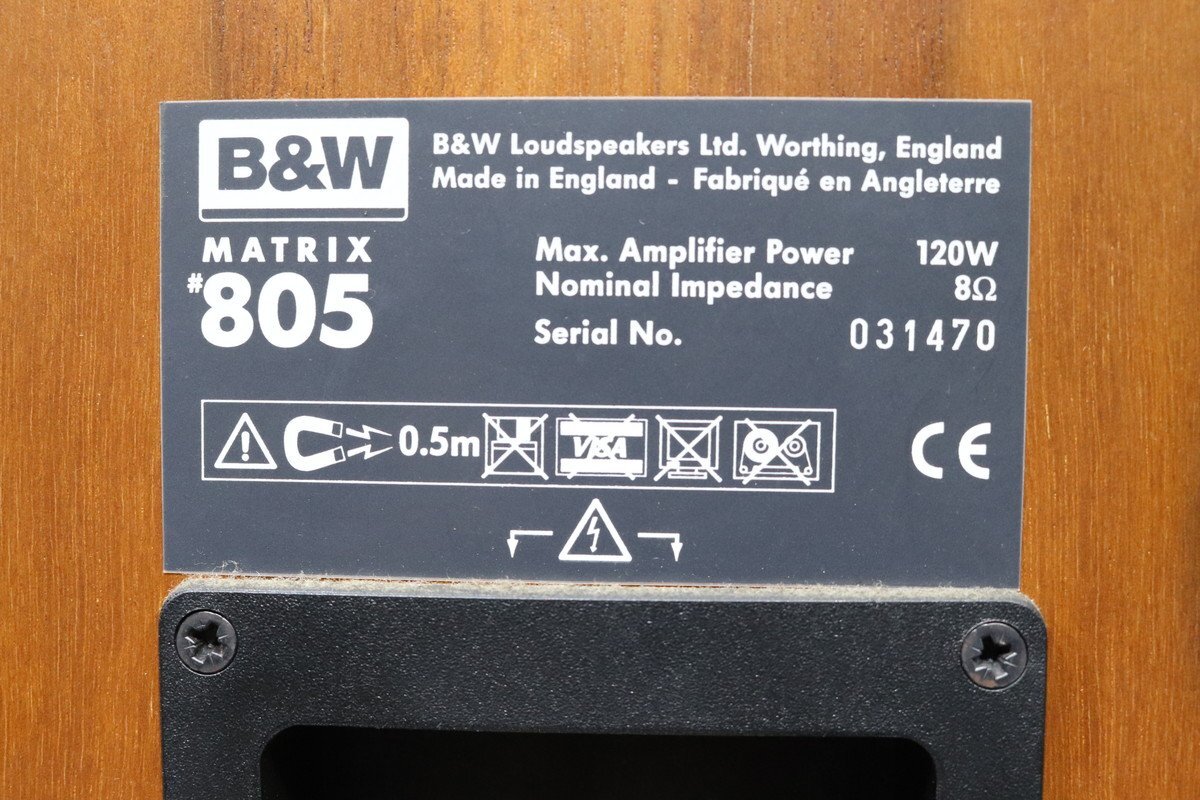 B&W
B&W Loudspeakers Ltd. Worthing, England
Made in England - Fabriqué en Angleterre
MATRIX
#805
Max. Amplifier Power 120W
Nominal Impedance 8Ω
Serial No. 031470
0.5m
VISA
CE